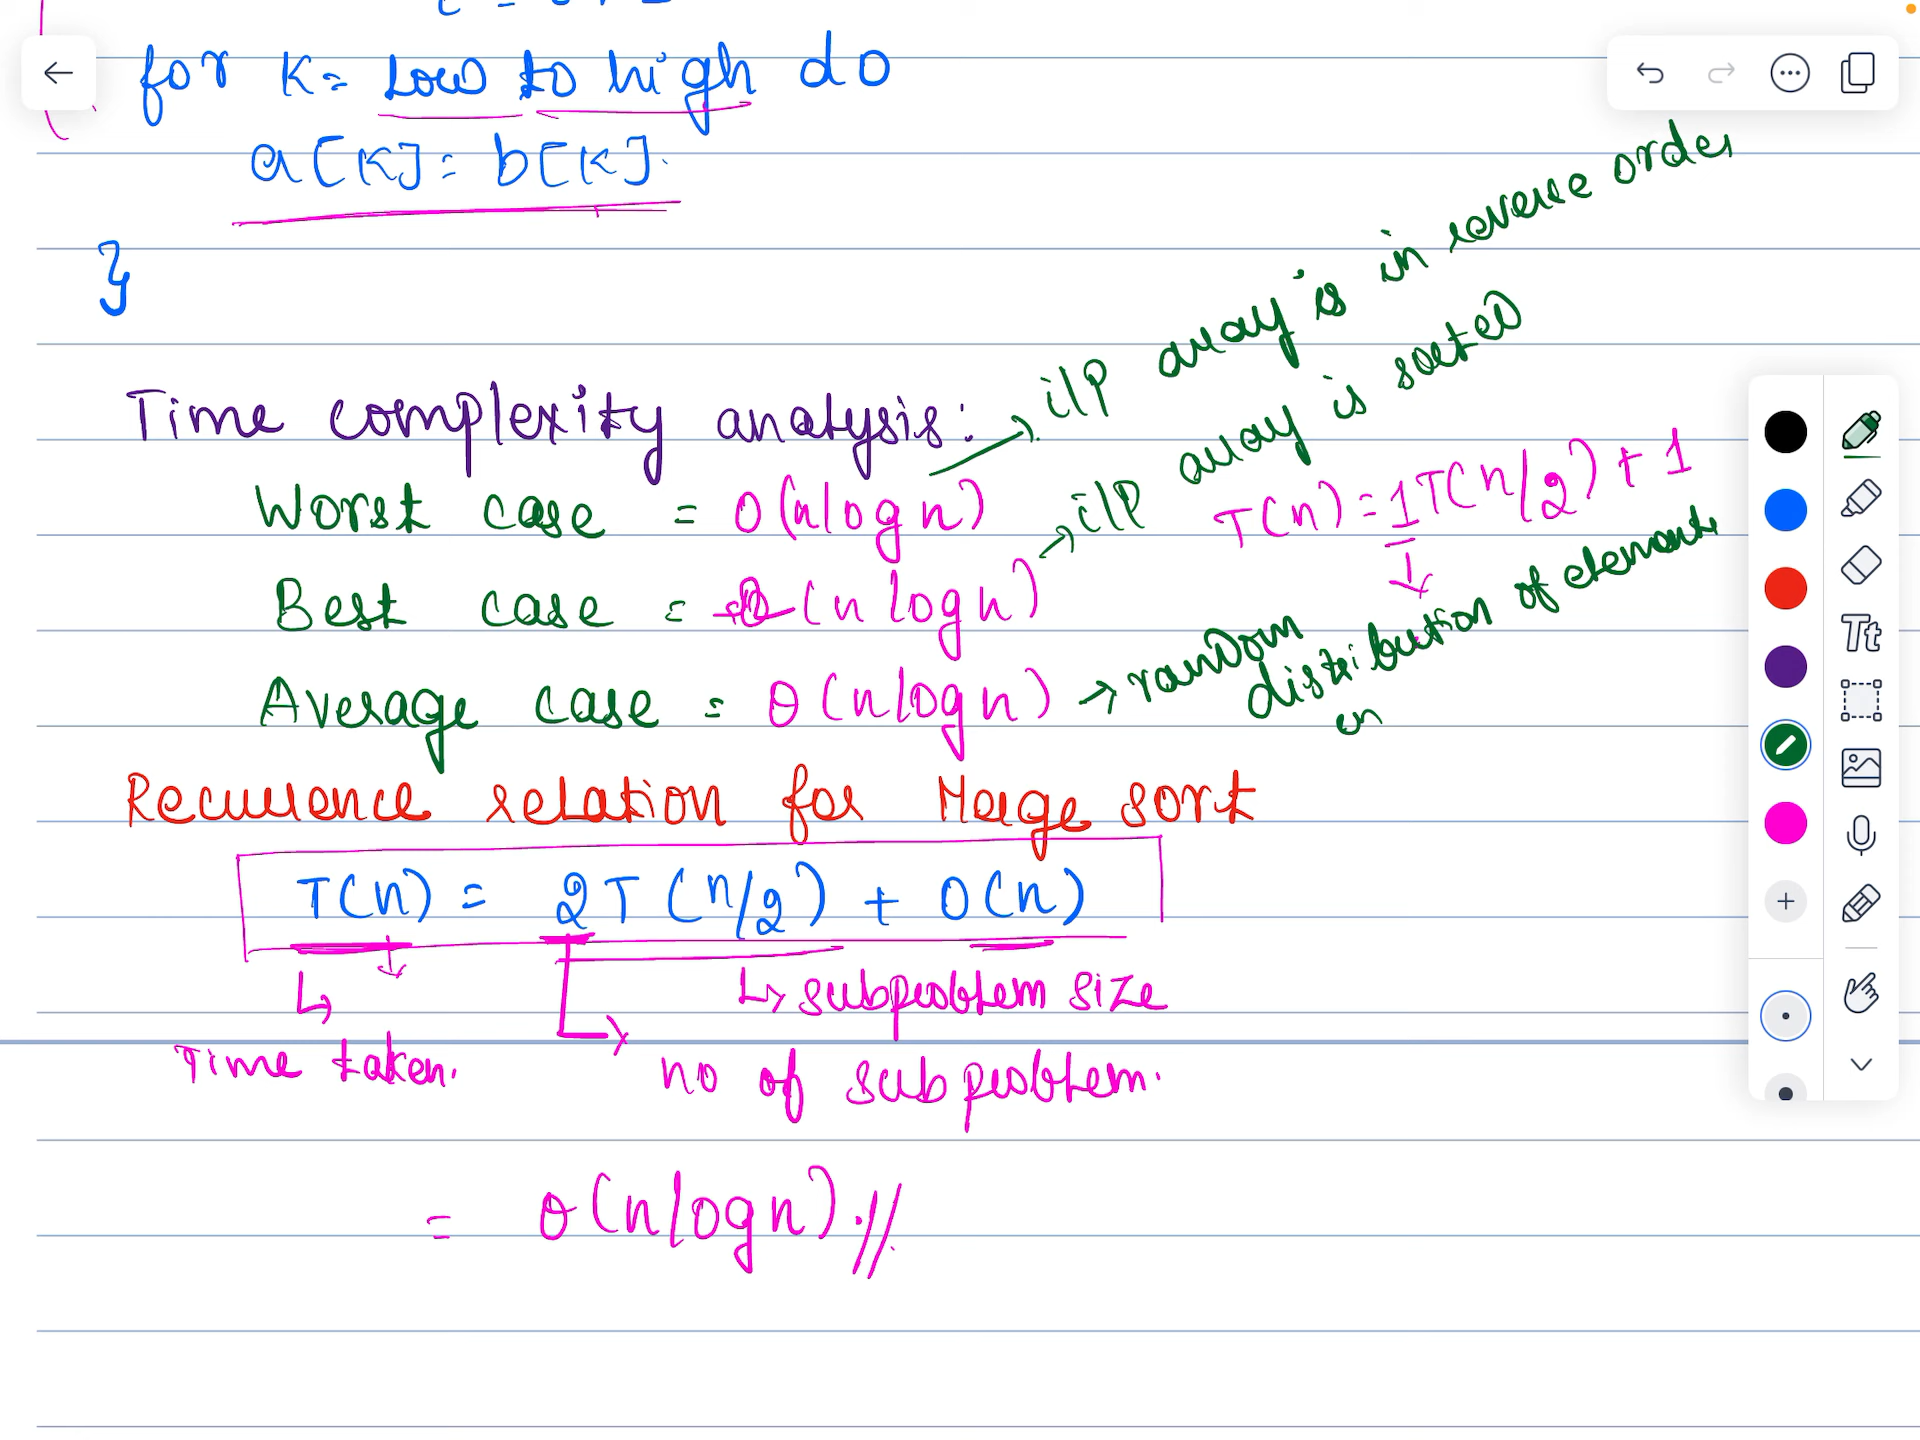 for K= Low to high do
a[K]= b[K].
}
Time complexity analysis:
→ i/P array is in reverse order
Worst case = O(nlogn)
→ i/P array is sorted
T(n) = 1T(n/2) + 1
Best case = Ω(nlogn)
Average case = θ(nlogn)
→ random distribution of elements
Recurrence relation for Merge sort
T(n) = 2T(n/2) + O(n)
↳ subproblem size
Time taken.
no of subproblem.
= θ(nlogn).//
Tt